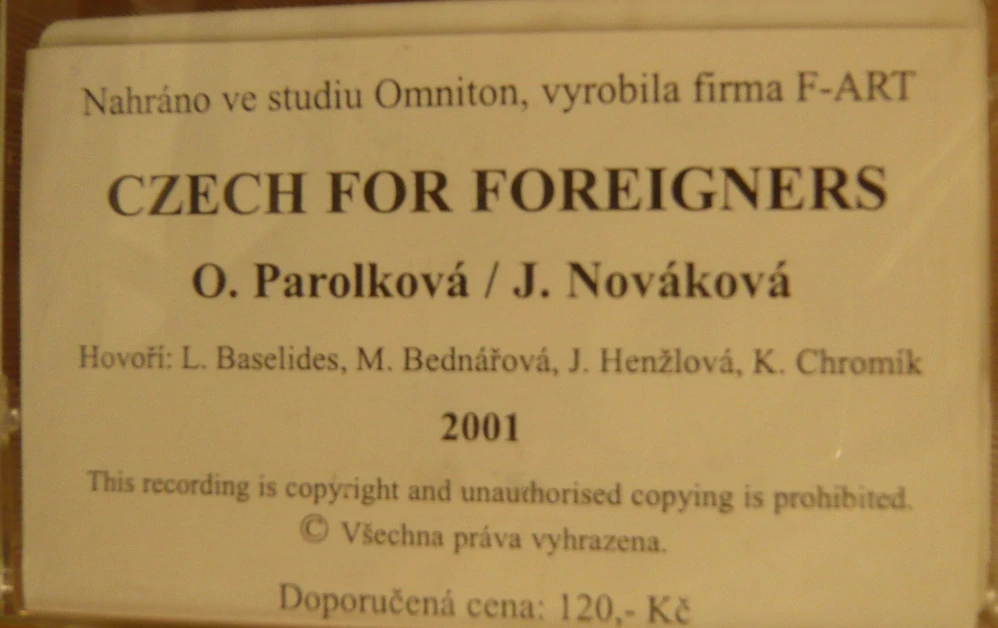 Nahráno ve studiu Omniton, vyrobila firma F-ART
CZECH FOR FOREIGNERS
O. Parolková / J. Nováková
Hovoří: L. Baselides, M. Bednářová, J. Henžlová, K. Chromík
2001
This recording is copyright and unauthorised copying is prohibited.
© Všechna práva vyhrazena.
Doporučená cena: 120,- Kč